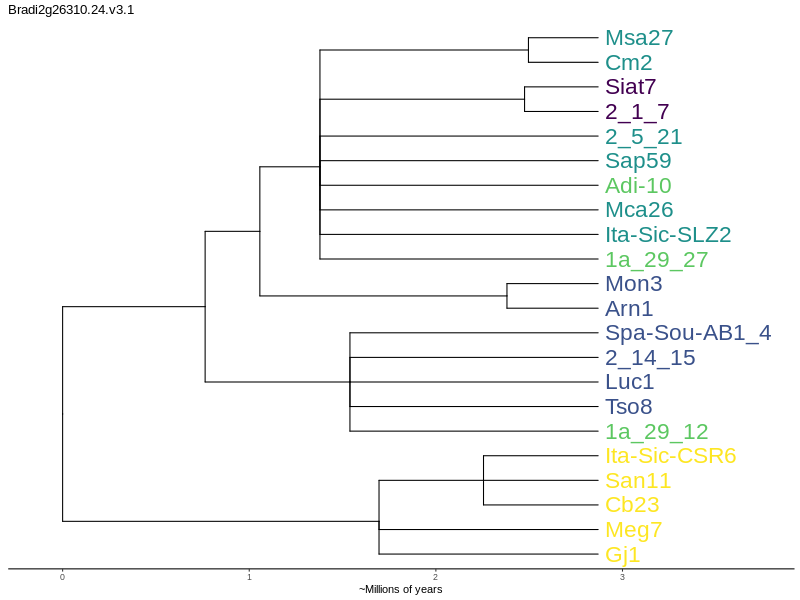 Bradi2g26310.24.v3.1
Msa27
Cm2
Siat7
2_1_7
2_5_21
Sap59
Adi-10
Mca26
Ita-Sic-SLZ2
1a_29_27
Mon3
Arn1
Spa-Sou-AB1_4
2_14_15
Luc1
Tso8
1a_29_12
Ita-Sic-CSR6
San11
Cb23
Meg7
Gj1
0 1 2 3
~Millions of years